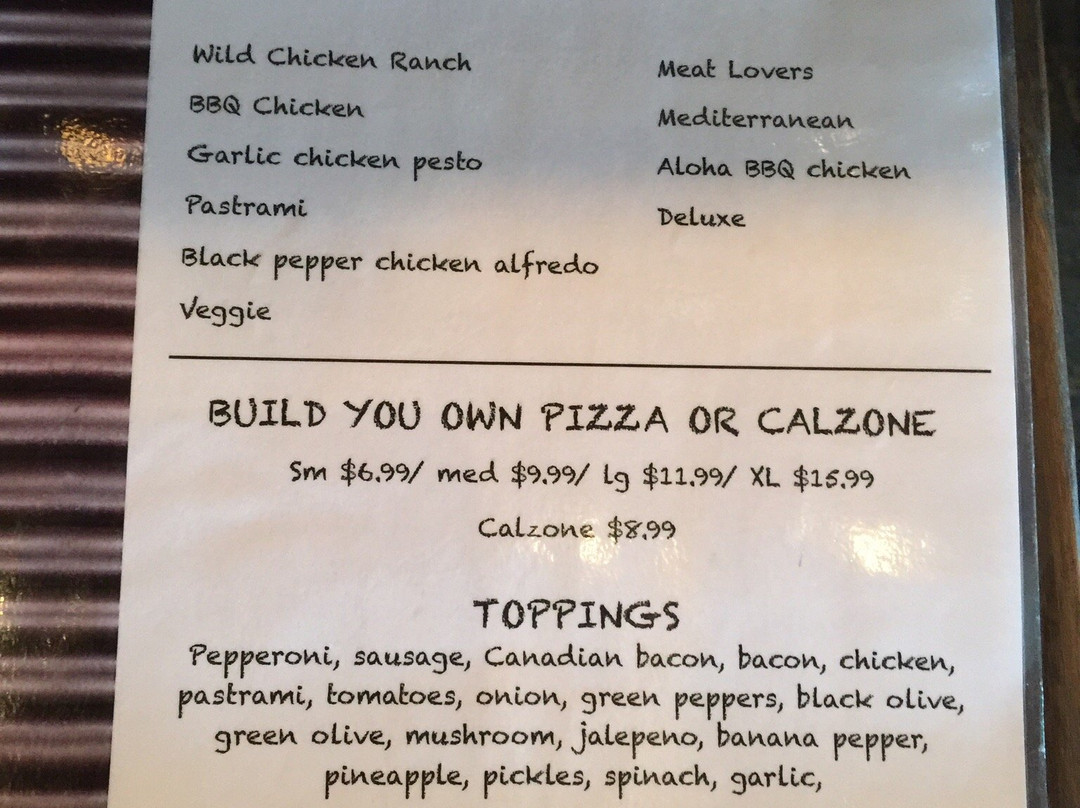 Wild Chicken Ranch
BBQ Chicken
Garlic chicken pesto
Pastrami
Black pepper chicken alfredo
Veggie
Meat Lovers
Mediterranean
Aloha BBQ chicken
Deluxe
BUILD YOU OWN PIZZA OR CALZONE
Sm $6.99/ med $9.99/ lg $11.99/ XL $15.99
Calzone $8.99
TOPPINGS
Pepperoni, sausage, Canadian bacon, bacon, chicken,
pastrami, tomatoes, onion, green peppers, black olive,
green olive, mushroom, jalepeno, banana pepper,
pineapple, pickles, spinach, garlic,